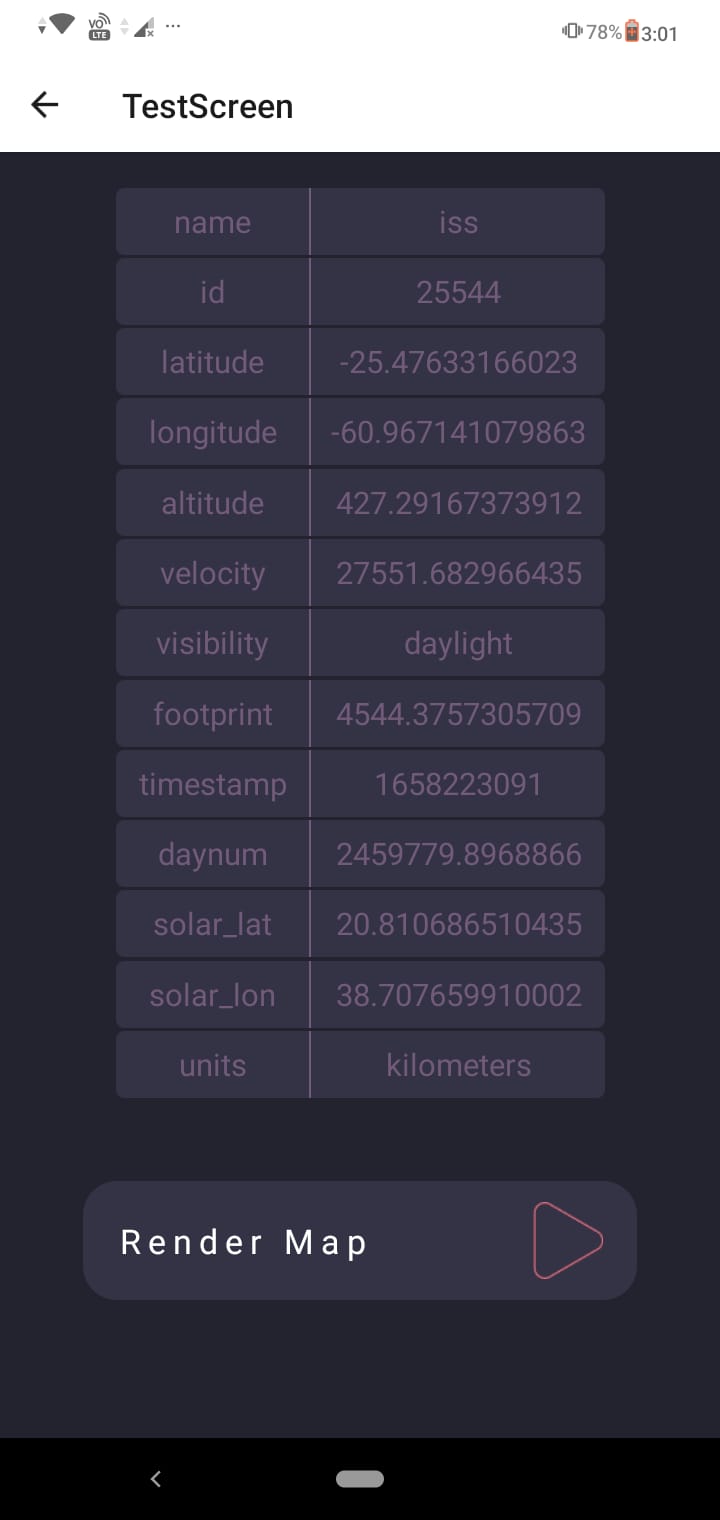 VO LTE ... 78% 3:01
TestScreen
name iss
id 25544
latitude -25.47633166023
longitude -60.967141079863
altitude 427.29167373912
velocity 27551.682966435
visibility daylight
footprint 4544.3757305709
timestamp 1658223091
daynum 2459779.8968866
solar_lat 20.810686510435
solar_lon 38.707659910002
units kilometers
Render Map